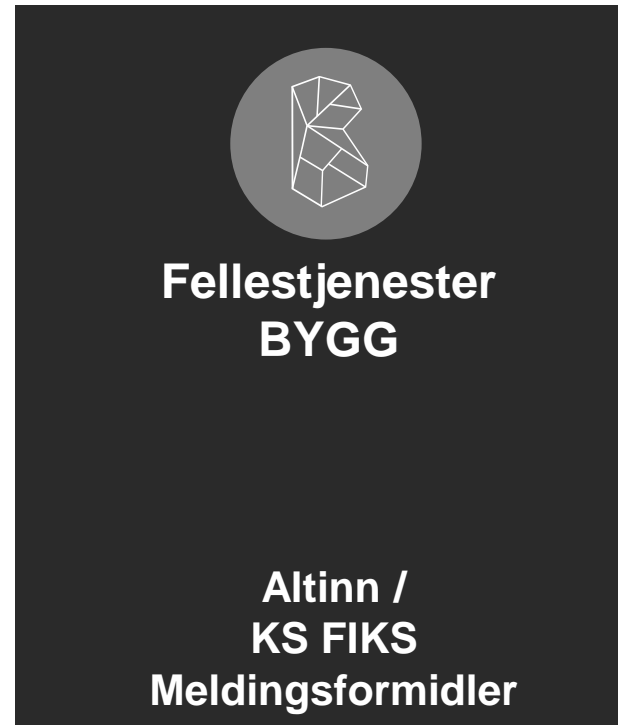 Fellestjenester
BYGG
Altinn /
KS FIKS
Meldingsformidler